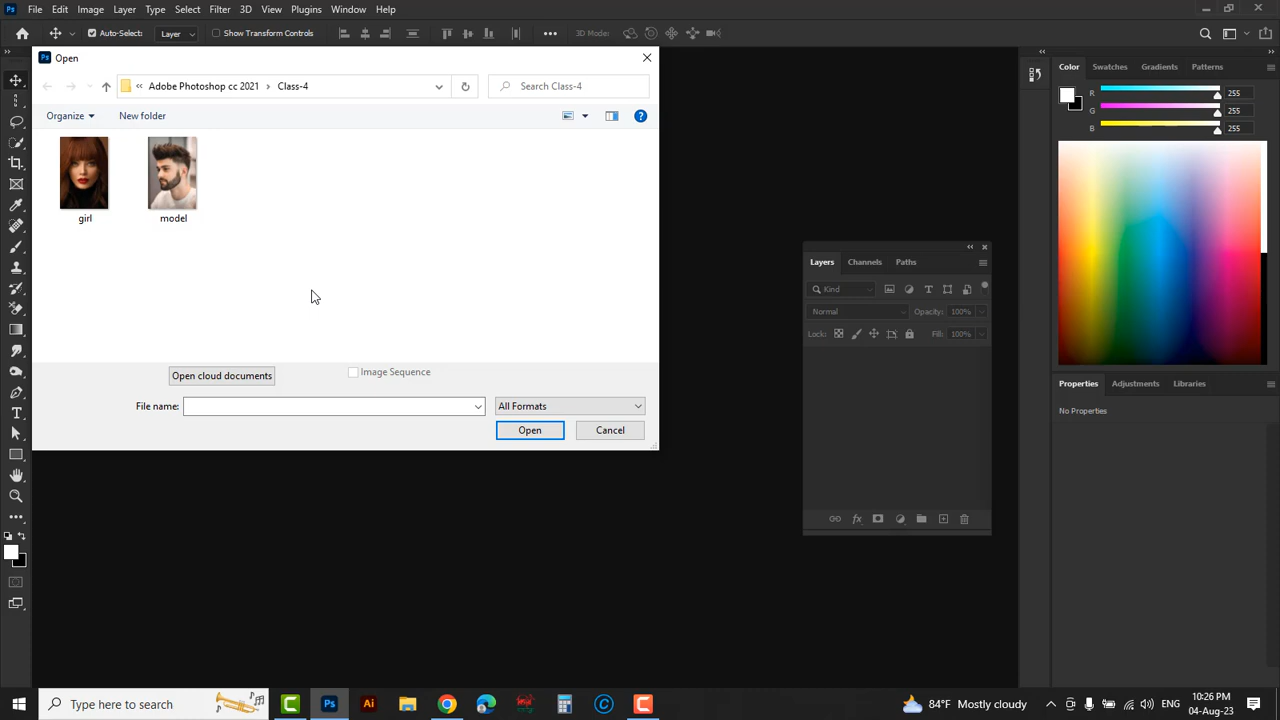 Ps File Edit Image Layer Type Select Filter 3D View Plugins Window Help
Auto-Select: Layer Show Transform Controls 3D Mode:
Ps Open
Adobe Photoshop cc 2021 Class-4 Search Class-4
Organize New folder
girl model
Open cloud documents Image Sequence
File name: All Formats
Open Cancel
Layers Channels Paths
Kind
Normal Opacity: 100%
Lock: Fill: 100%
Color Swatches Gradients Patterns
R 255
G 255
B 255
Properties Adjustments Libraries
No Properties
Type here to search Ps Ai 84°F Mostly cloudy ENG 10:26 PM
04-Aug-23